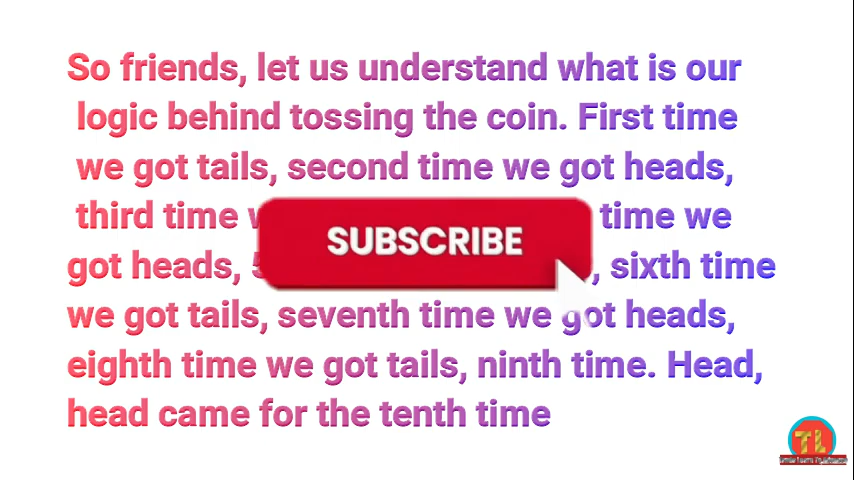 So friends, let us understand what is our
logic behind tossing the coin. First time
we got tails, second time we got heads,
third time time we
SUBSCRIBE
got heads, sixth time
we got tails, seventh time we got heads,
eighth time we got tails, ninth time. Head,
head came for the tenth time
TL